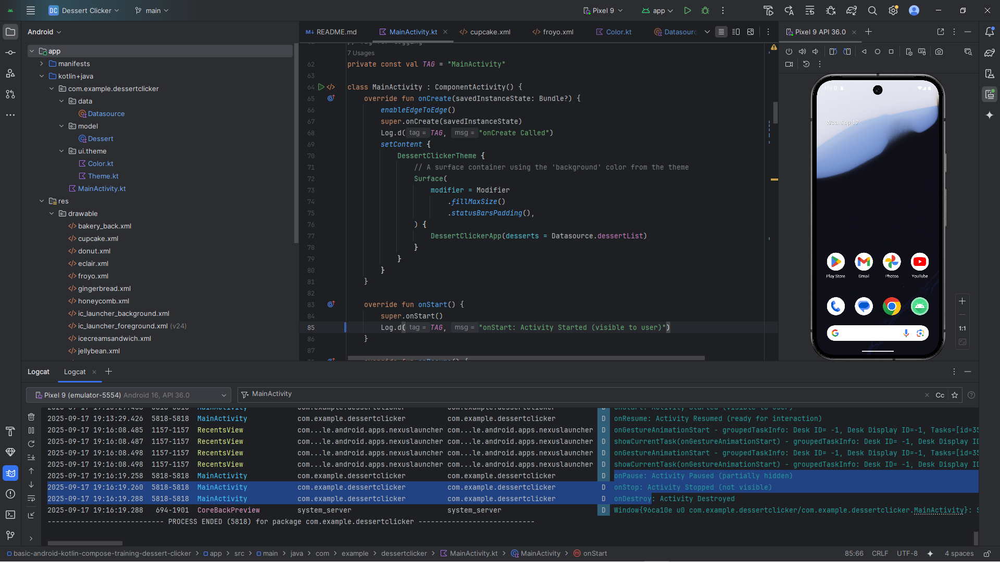 DC Dessert Clicker main Pixel 9 app
Android
app
manifests
kotlin+java
com.example.dessertclicker
data
Datasource
model
Dessert
ui.theme
Color.kt
Theme.kt
MainActivity.kt
res
drawable
bakery_back.xml
cupcake.xml
donut.xml
eclair.xml
froyo.xml
gingerbread.xml
honeycomb.xml
ic_launcher_background.xml
ic_launcher_foreground.xml (v24)
icecreamsandwich.xml
jellybean.xml
README.md MainActivity.kt cupcake.xml froyo.xml Color.kt Datasourc
7 Usages
62 private const val TAG = "MainActivity"
63
64 class MainActivity : ComponentActivity() {
65 override fun onCreate(savedInstanceState: Bundle?) {
66 enableEdgeToEdge()
67 super.onCreate(savedInstanceState)
68 Log.d( tag = TAG, msg = "onCreate Called")
69 setContent {
70 DessertClickerTheme {
71 // A surface container using the 'background' color from the theme
72 Surface(
73 modifier = Modifier
74 .fillMaxSize()
75 .statusBarsPadding(),
76 ) {
77 DessertClickerApp(desserts = Datasource.dessertList)
78 }
79 }
80 }
81 }
82
83 override fun onStart() {
84 super.onStart()
85 Log.d( tag = TAG, msg = "onStart: Activity Started (visible to user)")
86 }
87
Pixel 9 API 36.0
Wed, Sep 17
Play Store Gmail Photos YouTube
1:1
Logcat Logcat
Pixel 9 (emulator-5554) Android 16, API 36.0
MainActivity
Cc
2025-09-17 19:13:29.426 5818-5818 MainActivity com.example.dessertclicker com.example.dessertclicker D onResume: Activity Resumed (ready for interaction)
2025-09-17 19:16:08.485 1157-1157 RecentsView com...le.android.apps.nexuslauncher com...le.android.apps.nexuslauncher D onGestureAnimationStart - groupedTaskInfo: Desk ID= -1, Desk Display ID=-1, Tasks=[id=35
2025-09-17 19:16:08.487 1157-1157 RecentsView com...le.android.apps.nexuslauncher com...le.android.apps.nexuslauncher D showCurrentTask(onGestureAnimationStart) - groupedTaskInfo: Desk ID= -1, Desk Display ID
2025-09-17 19:16:08.498 1157-1157 RecentsView com...le.android.apps.nexuslauncher com...le.android.apps.nexuslauncher D onGestureAnimationStart - groupedTaskInfo: Desk ID= -1, Desk Display ID=-1, Tasks=[id=35
2025-09-17 19:16:08.498 1157-1157 RecentsView com...le.android.apps.nexuslauncher com...le.android.apps.nexuslauncher D showCurrentTask(onGestureAnimationStart) - groupedTaskInfo: Desk ID= -1, Desk Display ID
2025-09-17 19:16:19.258 5818-5818 MainActivity com.example.dessertclicker com.example.dessertclicker D onPause: Activity Paused (partially hidden)
2025-09-17 19:16:19.260 5818-5818 MainActivity com.example.dessertclicker com.example.dessertclicker D onStop: Activity Stopped (not visible)
2025-09-17 19:16:19.288 5818-5818 MainActivity com.example.dessertclicker com.example.dessertclicker D onDestroy: Activity Destroyed
2025-09-17 19:16:19.288 694-1901 CoreBackPreview system_server system_server D Window{96ca10e u0 com.example.dessertclicker/com.example.dessertclicker.MainActivity}: S
---------------------------- PROCESS ENDED (5818) for package com.example.dessertclicker ----------------------------
basic-android-kotlin-compose-training-dessert-clicker > app > src > main > java > com > example > dessertclicker > MainActivity.kt > MainActivity > onStart 85:66 CRLF UTF-8 4 spaces